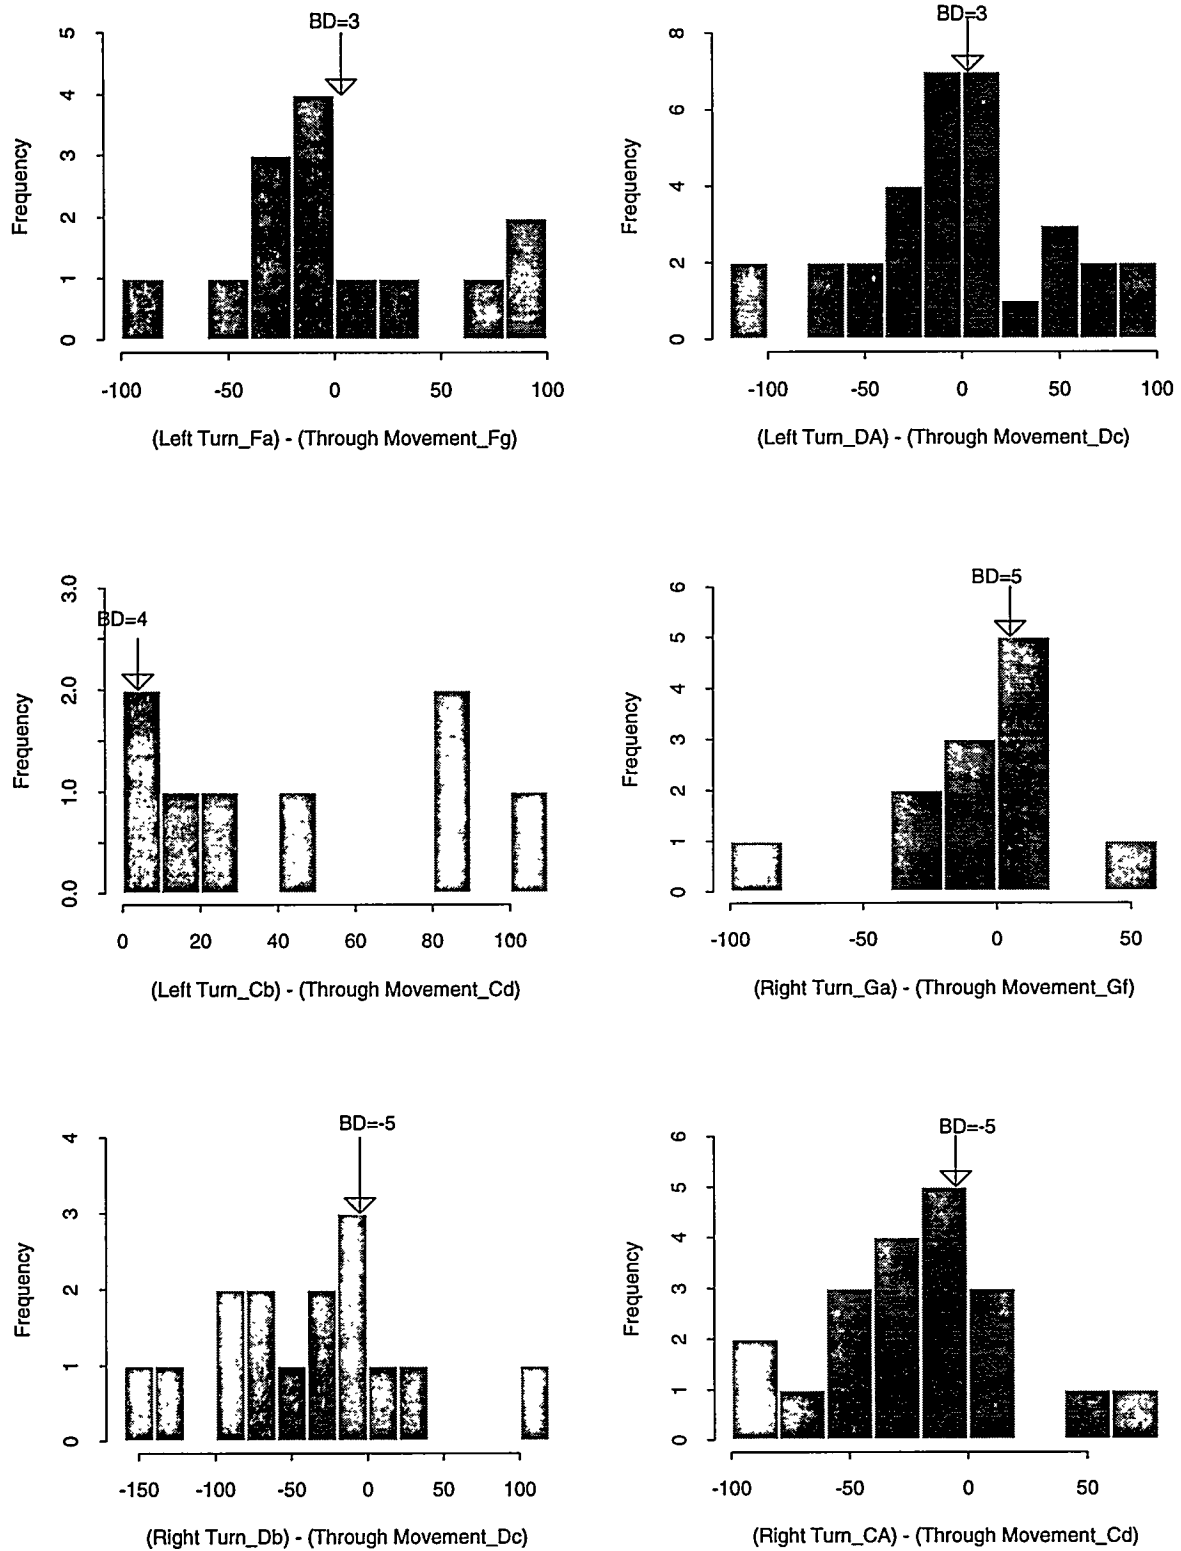 BD=3
5
4
3
2
1
0
Frequency
-100 -50 0 50 100
(Left Turn_Fa) - (Through Movement_Fg)
BD=3
8
6
4
2
0
Frequency
-100 -50 0 50 100
(Left Turn_DA) - (Through Movement_Dc)
BD=4
3.0
2.0
1.0
0.0
Frequency
0 20 40 60 80 100
(Left Turn_Cb) - (Through Movement_Cd)
BD=5
6
5
4
3
2
1
0
Frequency
-100 -50 0 50
(Right Turn_Ga) - (Through Movement_Gf)
BD=-5
4
3
2
1
0
Frequency
-150 -100 -50 0 50 100
(Right Turn_Db) - (Through Movement_Dc)
BD=-5
6
5
4
3
2
1
0
Frequency
-100 -50 0 50
(Right Turn_CA) - (Through Movement_Cd)